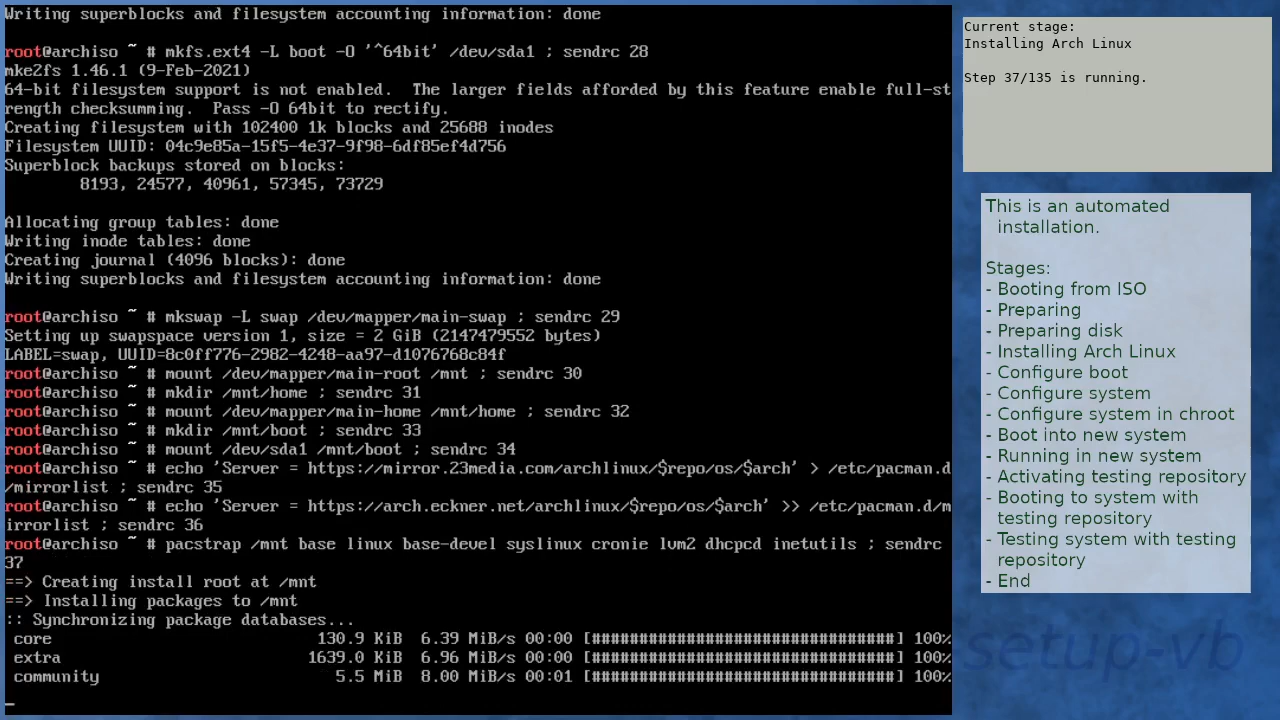 Writing superblocks and filesystem accounting information: done
root@archiso ~ # mkfs.ext4 -L boot -O '^64bit' /dev/sda1 ; sendrc 28
mke2fs 1.46.1 (9-Feb-2021)
64-bit filesystem support is not enabled.  The larger fields afforded by this feature enable full-st
rength checksumming.  Pass -O 64bit to rectify.
Creating filesystem with 102400 1k blocks and 25688 inodes
Filesystem UUID: 04c9e85a-15f5-4e37-9f98-6df85ef4d756
Superblock backups stored on blocks:
        8193, 24577, 40961, 57345, 73729
Allocating group tables: done
Writing inode tables: done
Creating journal (4096 blocks): done
Writing superblocks and filesystem accounting information: done
root@archiso ~ # mkswap -L swap /dev/mapper/main-swap ; sendrc 29
Setting up swapspace version 1, size = 2 GiB (2147479552 bytes)
LABEL=swap, UUID=8c0ff776-2982-4248-aa97-d1076768c84f
root@archiso ~ # mount /dev/mapper/main-root /mnt ; sendrc 30
root@archiso ~ # mkdir /mnt/home ; sendrc 31
root@archiso ~ # mount /dev/mapper/main-home /mnt/home ; sendrc 32
root@archiso ~ # mkdir /mnt/boot ; sendrc 33
root@archiso ~ # mount /dev/sda1 /mnt/boot ; sendrc 34
root@archiso ~ # echo 'Server = https://mirror.23media.com/archlinux/$repo/os/$arch' > /etc/pacman.d
/mirrorlist ; sendrc 35
root@archiso ~ # echo 'Server = https://arch.eckner.net/archlinux/$repo/os/$arch' >> /etc/pacman.d/m
irrorlist ; sendrc 36
root@archiso ~ # pacstrap /mnt base linux base-devel syslinux cronie lvm2 dhcpcd inetutils ; sendrc
37
==> Creating install root at /mnt
==> Installing packages to /mnt
:: Synchronizing package databases...
 core                            130.9 KiB  6.39 MiB/s 00:00 [################################] 100%
 extra                          1639.0 KiB  6.96 MiB/s 00:00 [################################] 100%
 community                         5.5 MiB  8.00 MiB/s 00:01 [################################] 100%
Current stage:
Installing Arch Linux
Step 37/135 is running.
This is an automated
installation.
Stages:
- Booting from ISO
- Preparing
- Preparing disk
- Installing Arch Linux
- Configure boot
- Configure system
- Configure system in chroot
- Boot into new system
- Running in new system
- Activating testing repository
- Booting to system with
testing repository
- Testing system with testing
repository
- End
setup-vb